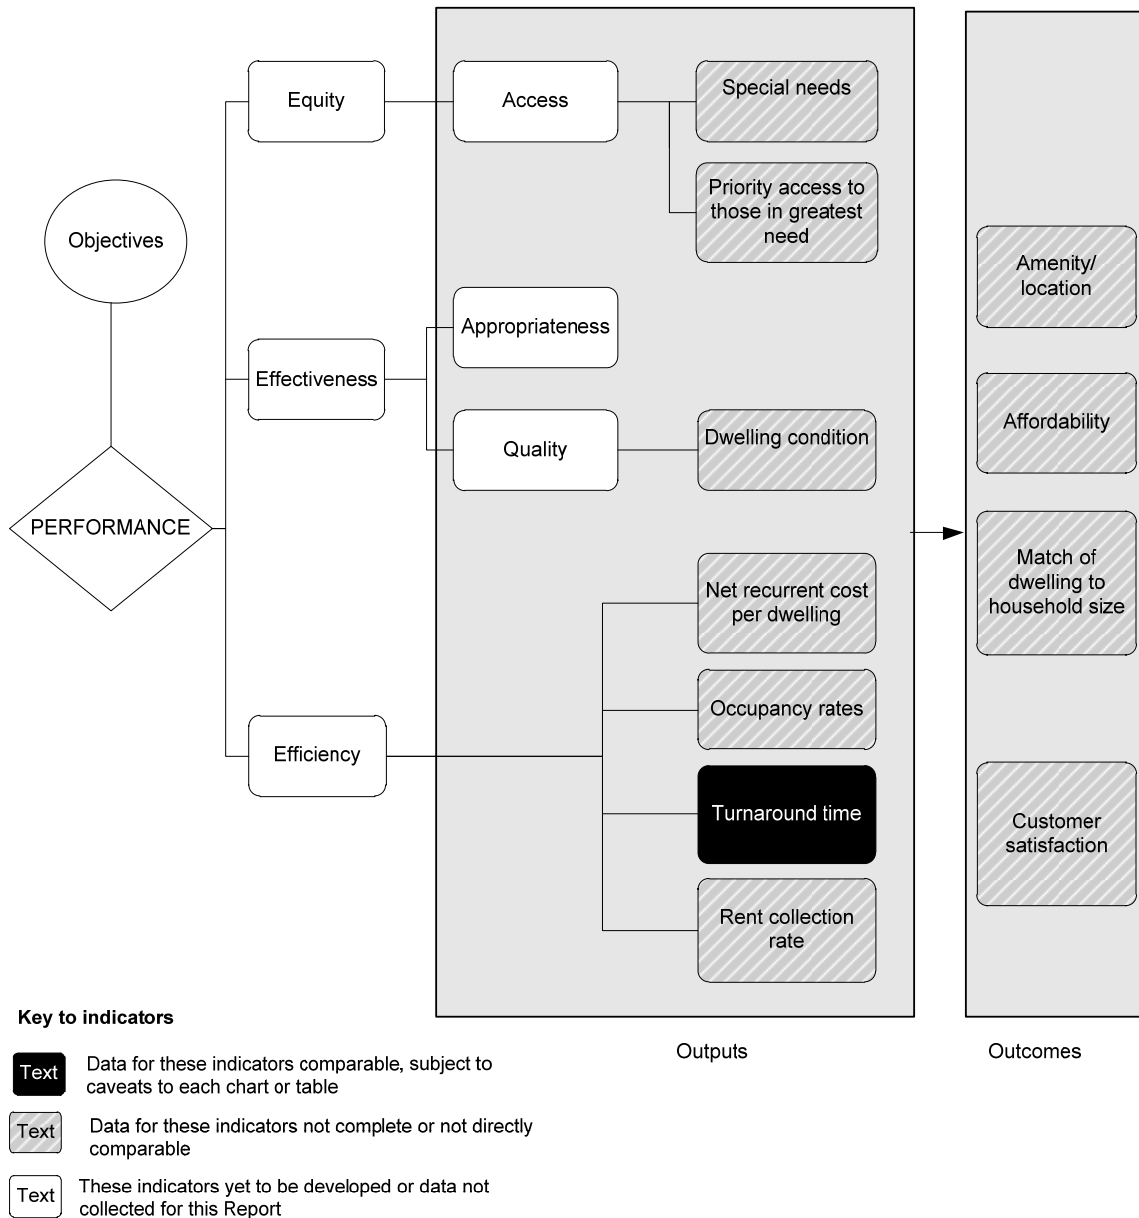 Objectives
PERFORMANCE
Equity
Effectiveness
Efficiency
Access
Appropriateness
Quality
Special needs
Priority access to
those in greatest
need
Dwelling condition
Net recurrent cost
per dwelling
Occupancy rates
Turnaround time
Rent collection
rate
Amenity/
location
Affordability
Match of
dwelling to
household size
Customer
satisfaction
Outputs
Outcomes
Key to indicators
Text
Data for these indicators comparable, subject to
caveats to each chart or table
Text
Data for these indicators not complete or not directly
comparable
Text
These indicators yet to be developed or data not
collected for this Report